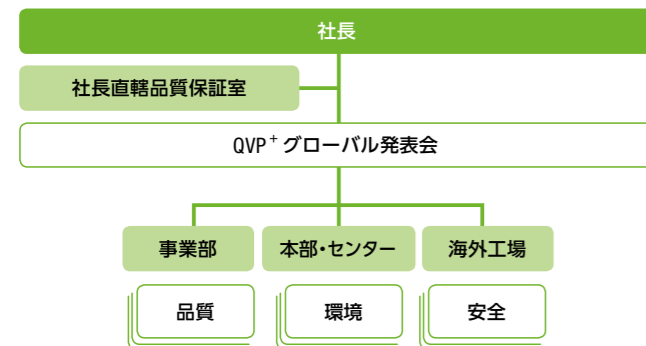 社長
社長直轄品質保証室
QVP⁺グローバル発表会
事業部 本部・センター 海外工場
品質 環境 安全